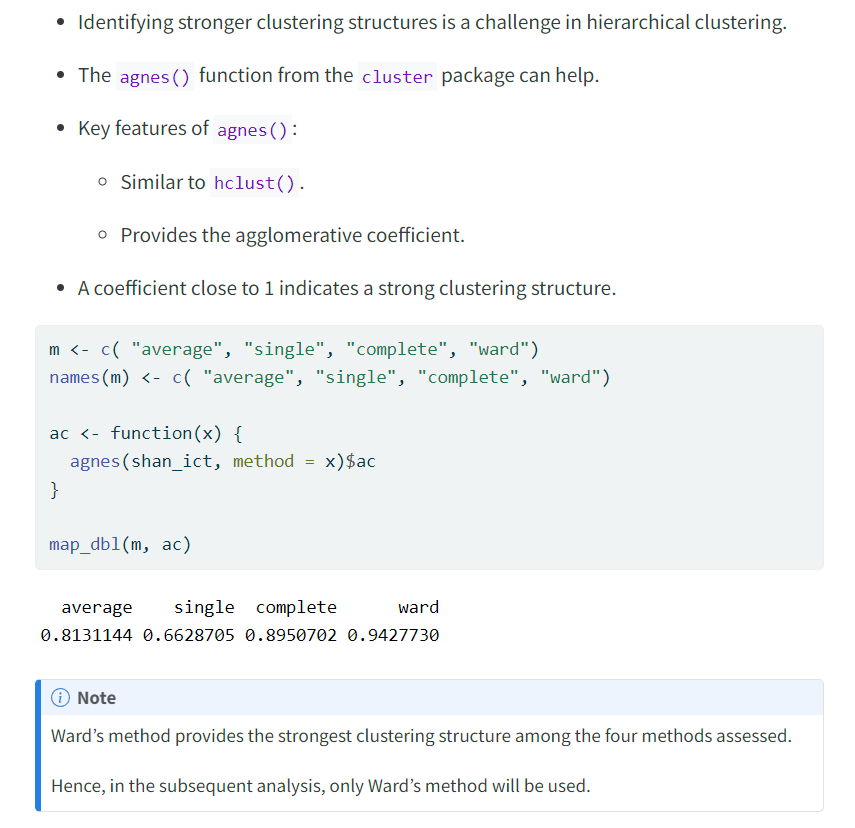 • Identifying stronger clustering structures is a challenge in hierarchical clustering.
• The agnes() function from the cluster package can help.
• Key features of agnes():
◦ Similar to hclust().
◦ Provides the agglomerative coefficient.
• A coefficient close to 1 indicates a strong clustering structure.
m <- c( "average", "single", "complete", "ward")
names(m) <- c( "average", "single", "complete", "ward")
ac <- function(x) {
  agnes(shan_ict, method = x)$ac
}
map_dbl(m, ac)
  average    single  complete      ward
0.8131144 0.6628705 0.8950702 0.9427730
Note
Ward’s method provides the strongest clustering structure among the four methods assessed.
Hence, in the subsequent analysis, only Ward’s method will be used.